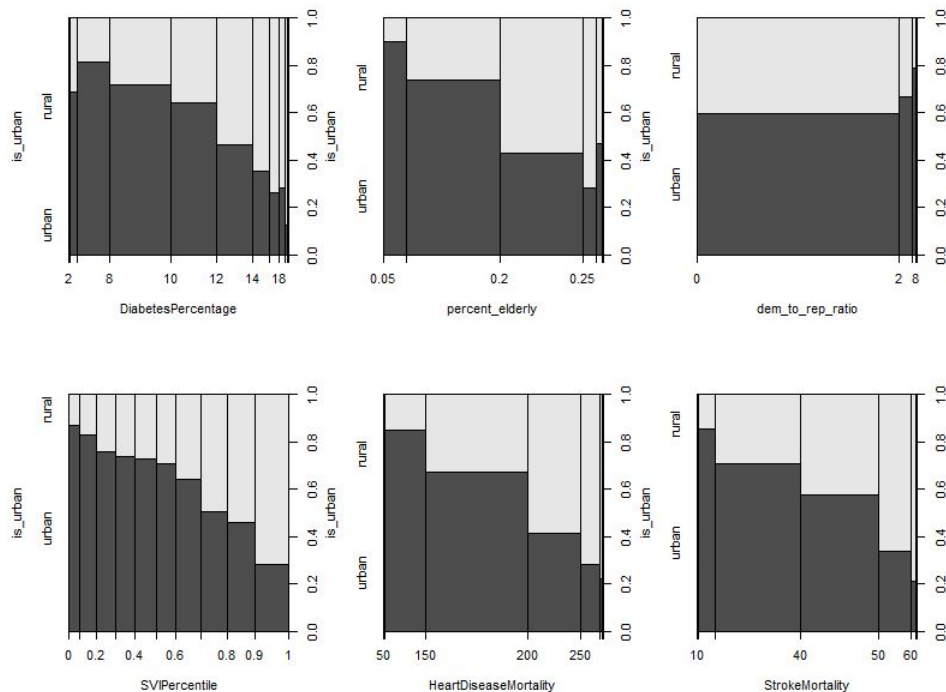 is_urban
urban rural
0.0 0.2 0.4 0.6 0.8 1.0
2 8 10 12 14 18
DiabetesPercentage
is_urban
urban rural
0.0 0.2 0.4 0.6 0.8 1.0
0.05 0.2 0.25
percent_elderly
is_urban
urban rural
0.0 0.2 0.4 0.6 0.8 1.0
0 2 8
dem_to_rep_ratio
is_urban
urban rural
0.0 0.2 0.4 0.6 0.8 1.0
0 0.2 0.4 0.6 0.8 0.9 1
SVIPercentile
is_urban
urban rural
0.0 0.2 0.4 0.6 0.8 1.0
50 150 200 250
HeartDiseaseMortality
is_urban
urban rural
0.0 0.2 0.4 0.6 0.8 1.0
10 40 50 60
StrokeMortality